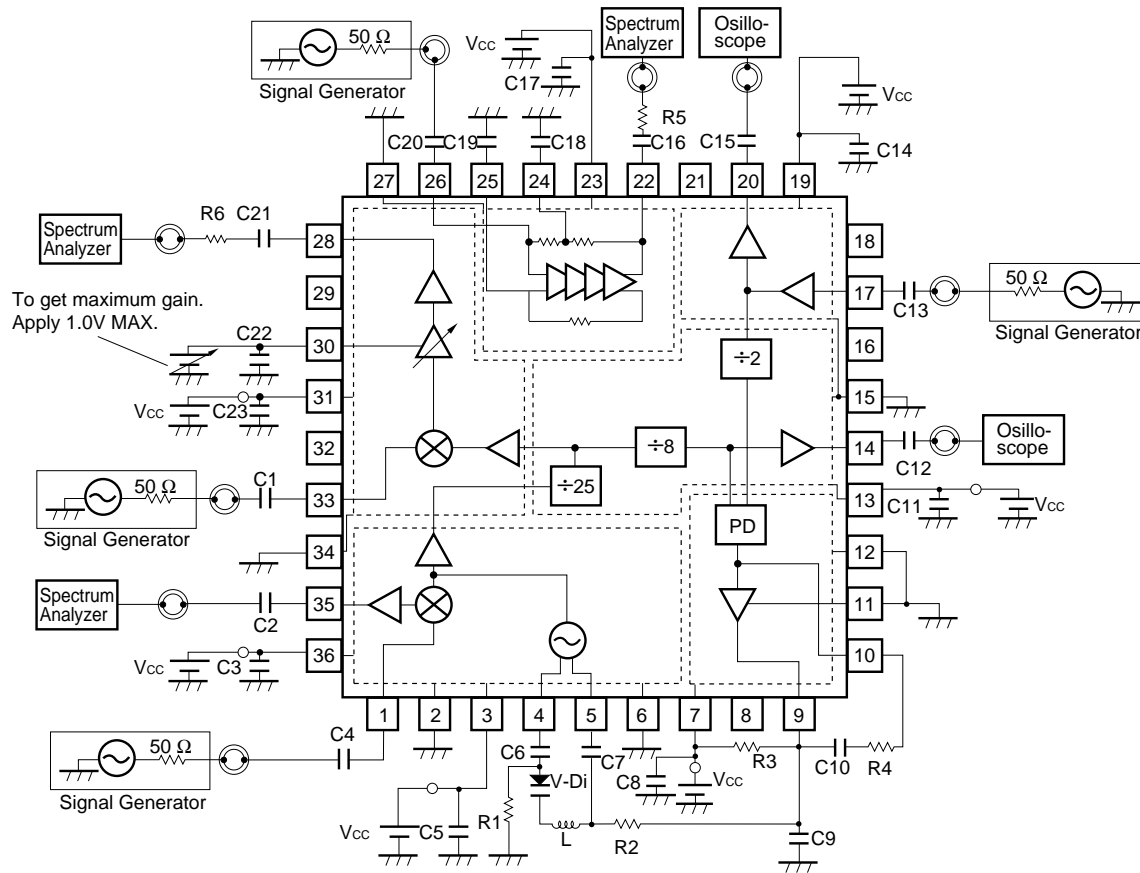 50 Ω
Signal Generator
VCC
C17
Spectrum
Analyzer
Osillo-
scope
R5
C16
C15
VCC
C14
C20
C19
C18
27
26
25
24
23
22
21
20
19
Spectrum
Analyzer
R6
C21
28
29
30
31
32
33
34
35
36
To get maximum gain.
Apply 1.0V MAX.
C22
VCC
C23
50 Ω
Signal Generator
C1
Spectrum
Analyzer
C2
VCC
C3
÷2
÷8
÷25
PD
18
17
16
15
14
13
12
11
10
C13
50 Ω
Signal Generator
C12
Osillo-
scope
C11
VCC
1
2
3
4
5
6
7
8
9
50 Ω
Signal Generator
C4
VCC
C5
R1
C6
V-Di
L
C7
R2
C8
VCC
R3
C10
R4
C9